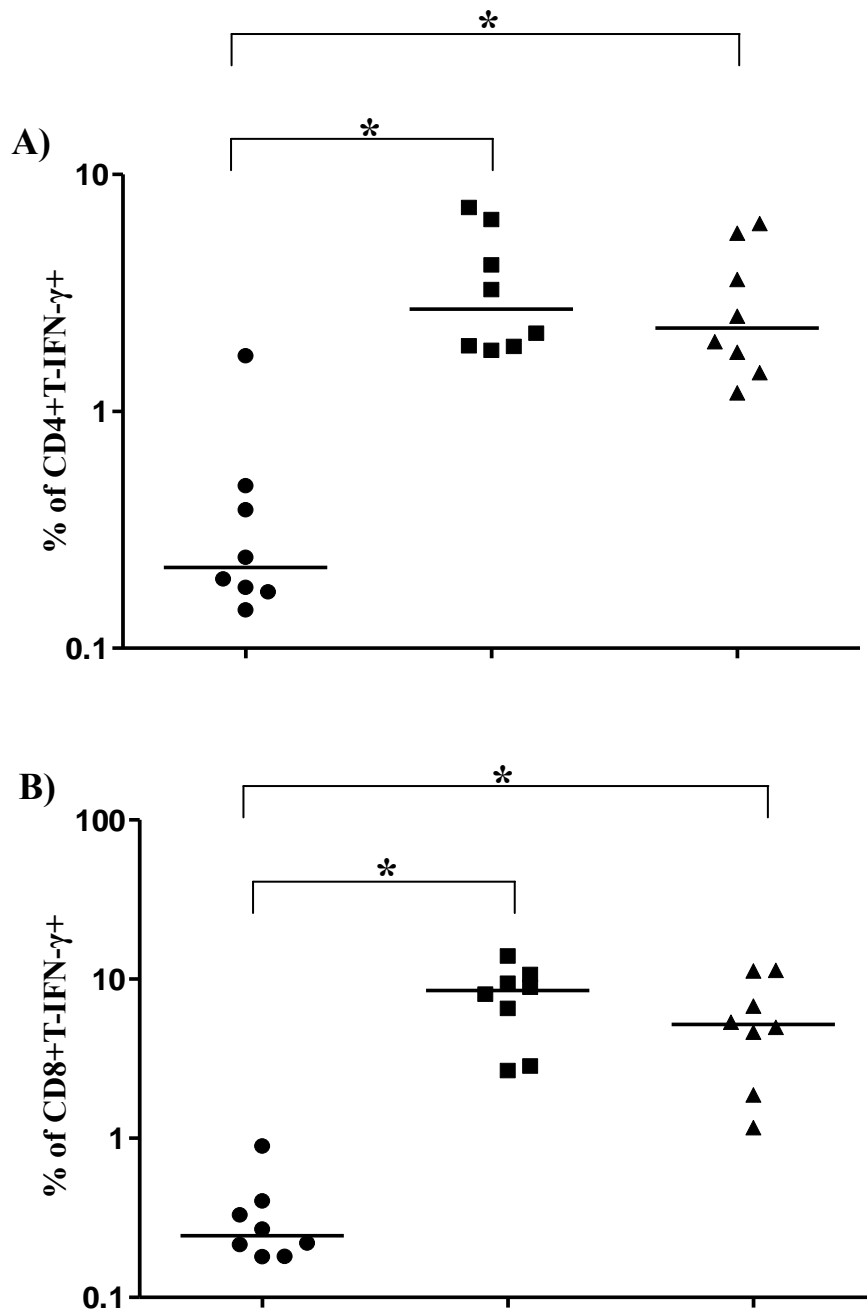 *
*
A)
10
1
0.1
% of CD4+T-IFN-γ+
*
B)
100
*
10
1
0.1
% of CD8+T-IFN-γ+